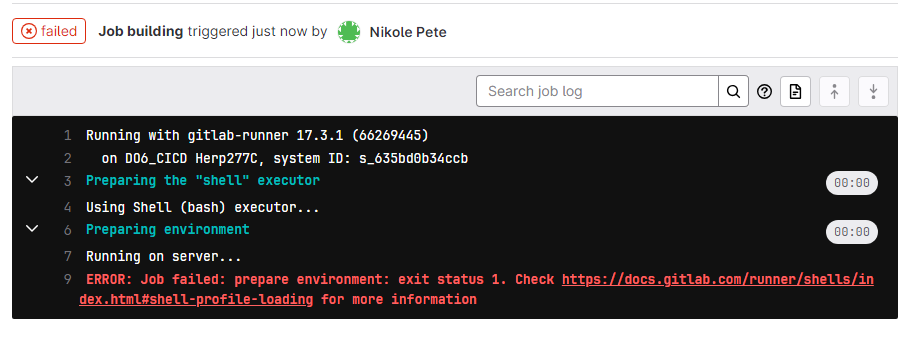 failed Job building triggered just now by Nikole Pete
Search job log
1 Running with gitlab-runner 17.3.1 (66269445)
2 on DO6_CICD Herp277C, system ID: s_635bd0b34ccb
3 Preparing the "shell" executor 00:00
4 Using Shell (bash) executor...
6 Preparing environment 00:00
7 Running on server...
9 ERROR: Job failed: prepare environment: exit status 1. Check https://docs.gitlab.com/runner/shells/in
dex.html#shell-profile-loading for more information